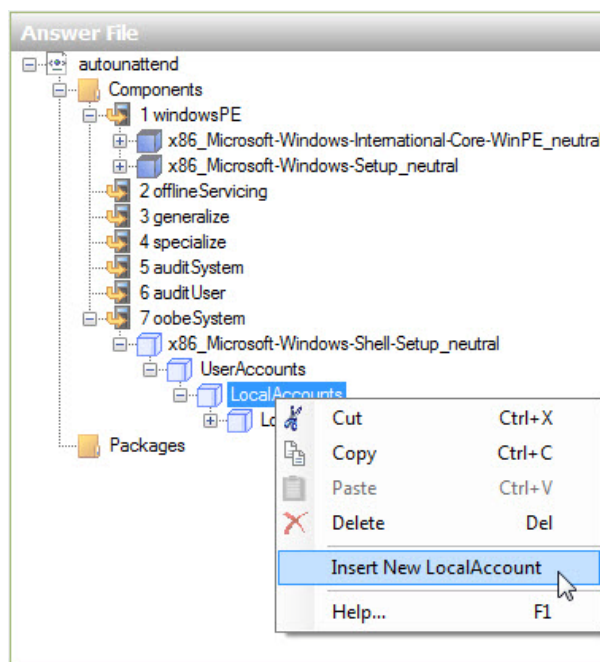 Answer File
autounattend
Components
1 windowsPE
x86_Microsoft-Windows-International-Core-WinPE_neutral
x86_Microsoft-Windows-Setup_neutral
2 offlineServicing
3 generalize
4 specialize
5 auditSystem
6 auditUser
7 oobeSystem
x86_Microsoft-Windows-Shell-Setup_neutral
UserAccounts
LocalAccounts
Packages
Cut Ctrl+X
Copy Ctrl+C
Paste Ctrl+V
Delete Del
Insert New LocalAccount
Help... F1